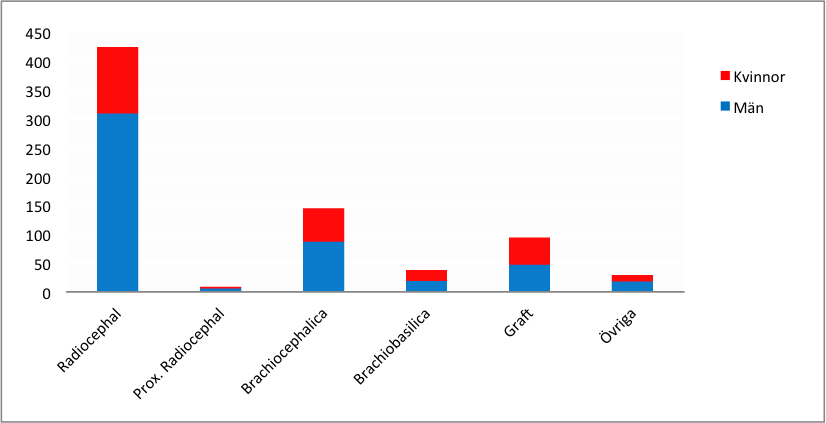 450
400
350
300
250
200
150
100
50
0
Radiocephal
Prox. Radiocephal
Brachiocephalica
Brachiobasilica
Graft
Övriga
Kvinnor
Män